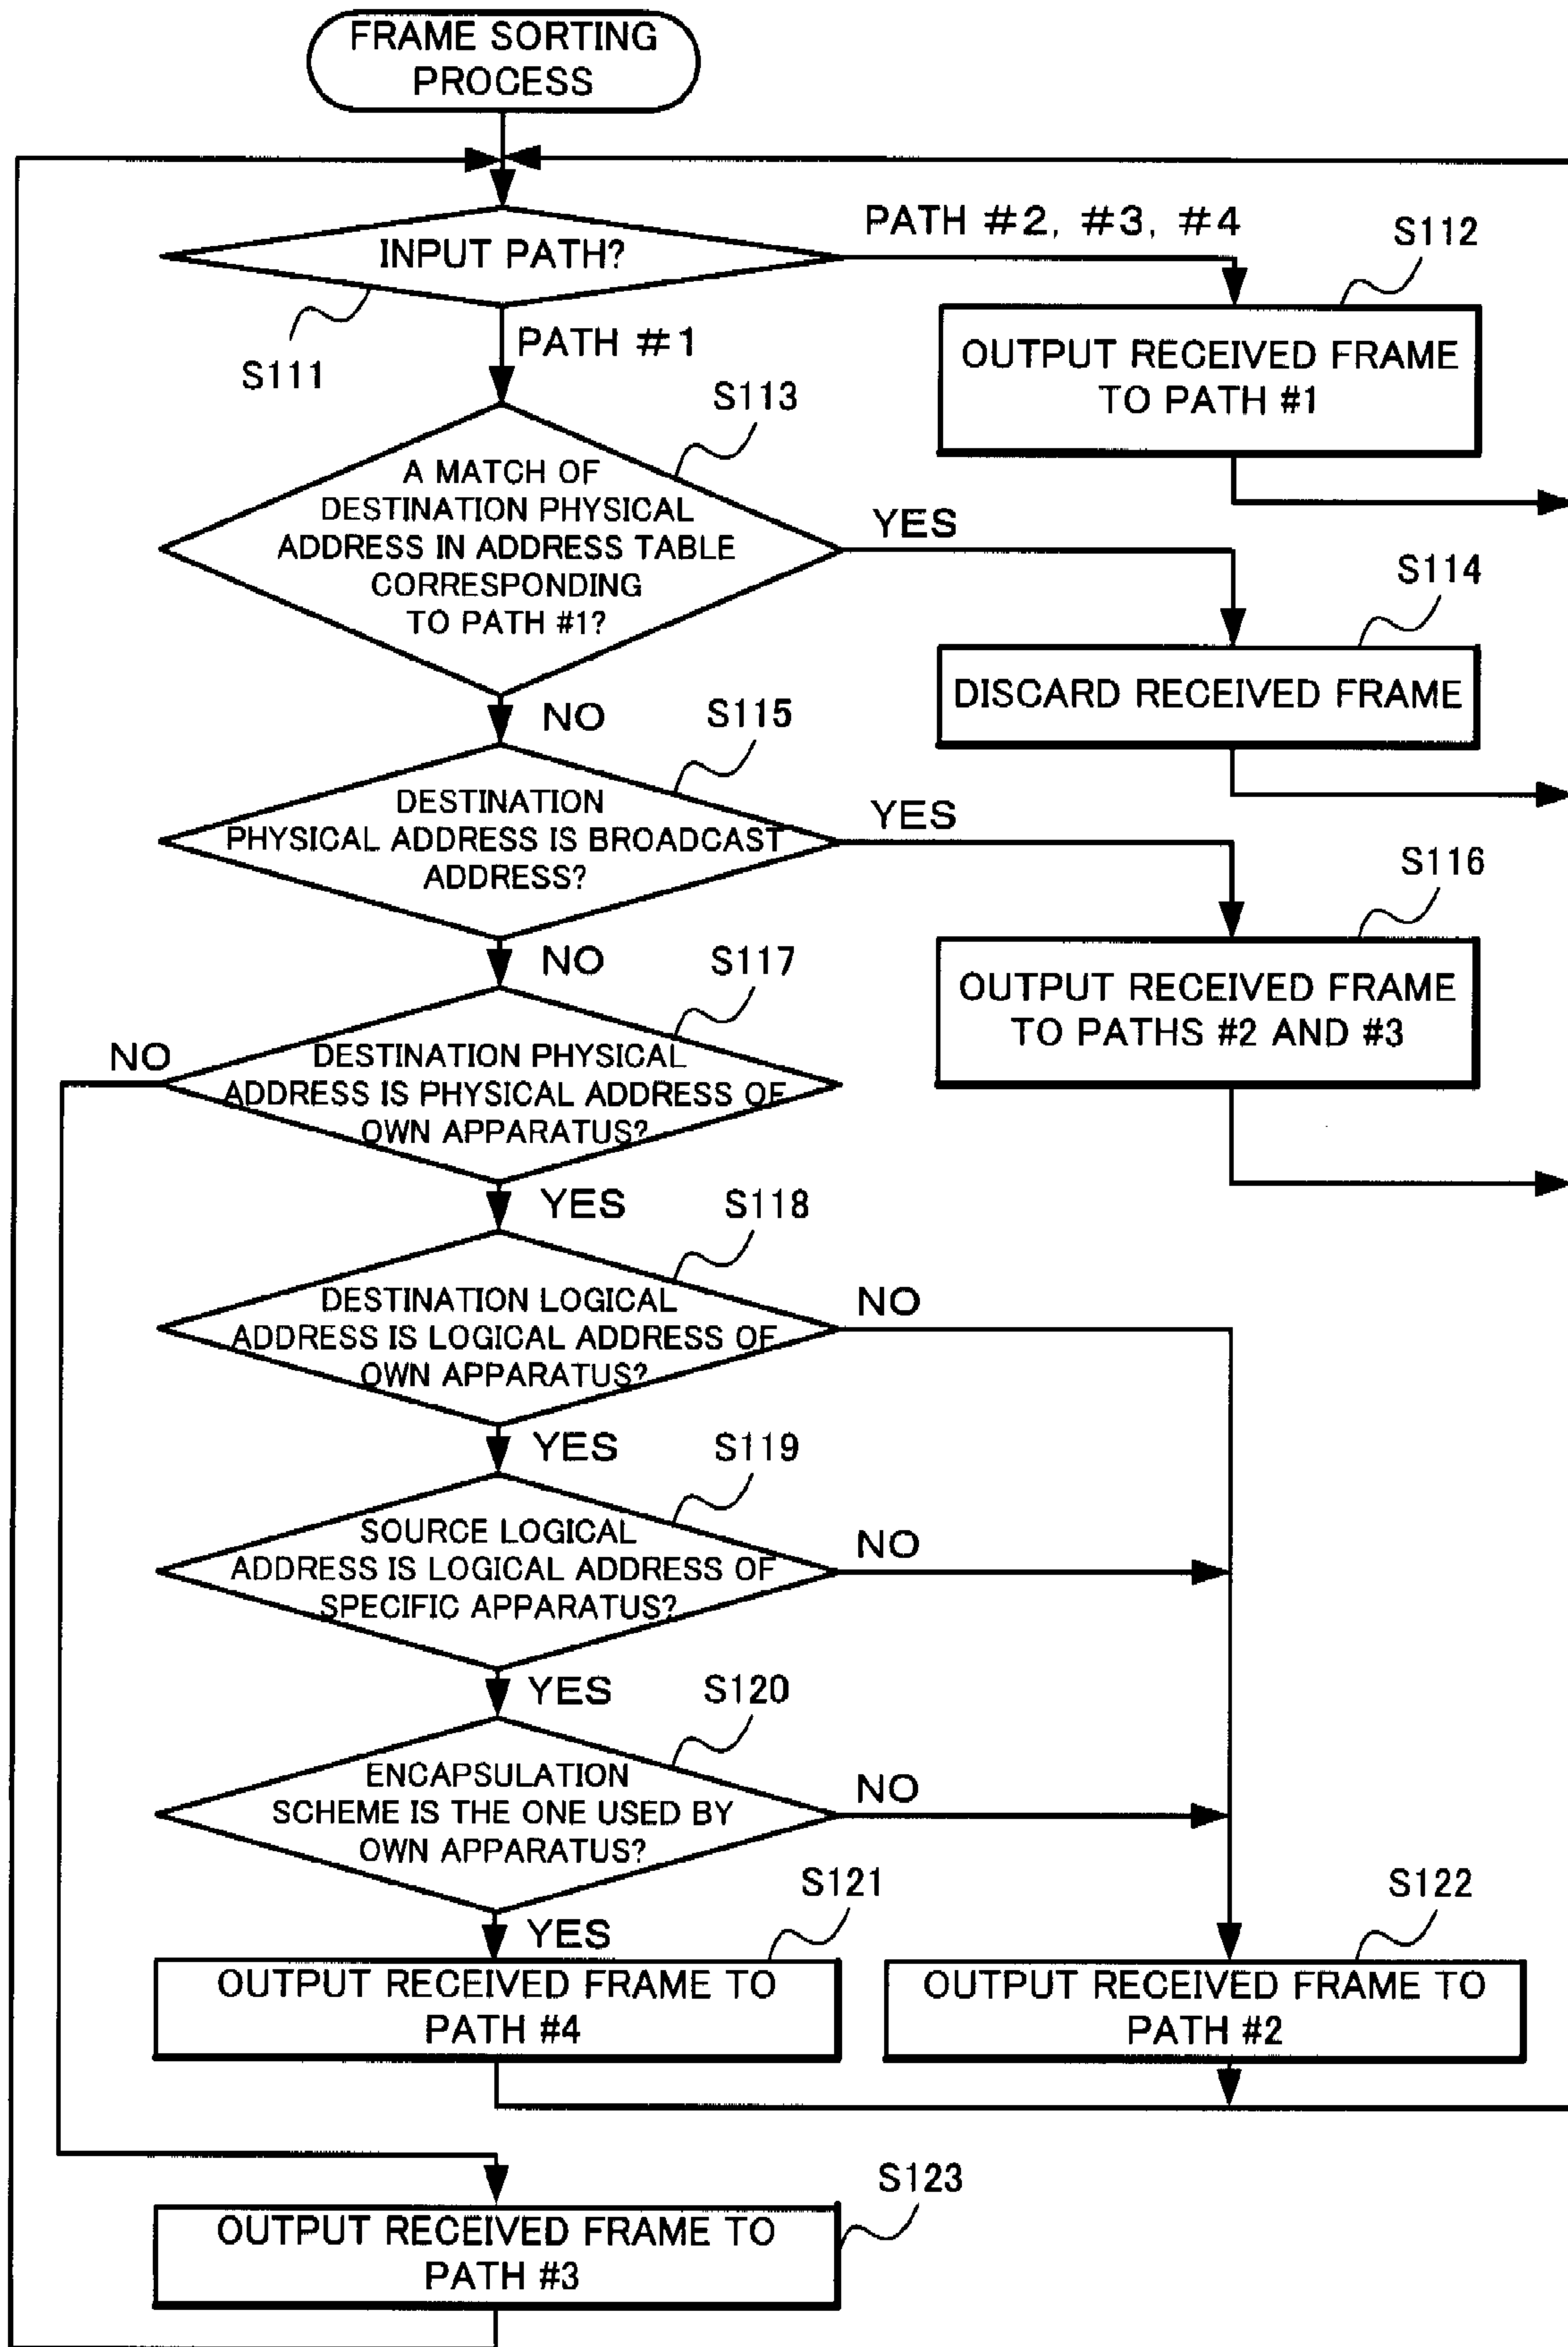 FRAME SORTING
PROCESS
INPUT PATH?
S111
PATH #2, #3, #4
S112
OUTPUT RECEIVED FRAME
TO PATH #1
PATH #1
S113
A MATCH OF
DESTINATION PHYSICAL
ADDRESS IN ADDRESS TABLE
CORRESPONDING
TO PATH #1?
YES
S114
DISCARD RECEIVED FRAME
NO
S115
DESTINATION
PHYSICAL ADDRESS IS BROADCAST
ADDRESS?
YES
S116
OUTPUT RECEIVED FRAME
TO PATHS #2 AND #3
NO
S117
NO
DESTINATION PHYSICAL
ADDRESS IS PHYSICAL ADDRESS OF
OWN APPARATUS?
YES
S118
DESTINATION LOGICAL
ADDRESS IS LOGICAL ADDRESS OF
OWN APPARATUS?
NO
YES
S119
SOURCE LOGICAL
ADDRESS IS LOGICAL ADDRESS OF
SPECIFIC APPARATUS?
NO
YES
S120
ENCAPSULATION
SCHEME IS THE ONE USED BY
OWN APPARATUS?
NO
YES
S121
OUTPUT RECEIVED FRAME TO
PATH #4
S122
OUTPUT RECEIVED FRAME TO
PATH #2
S123
OUTPUT RECEIVED FRAME TO
PATH #3